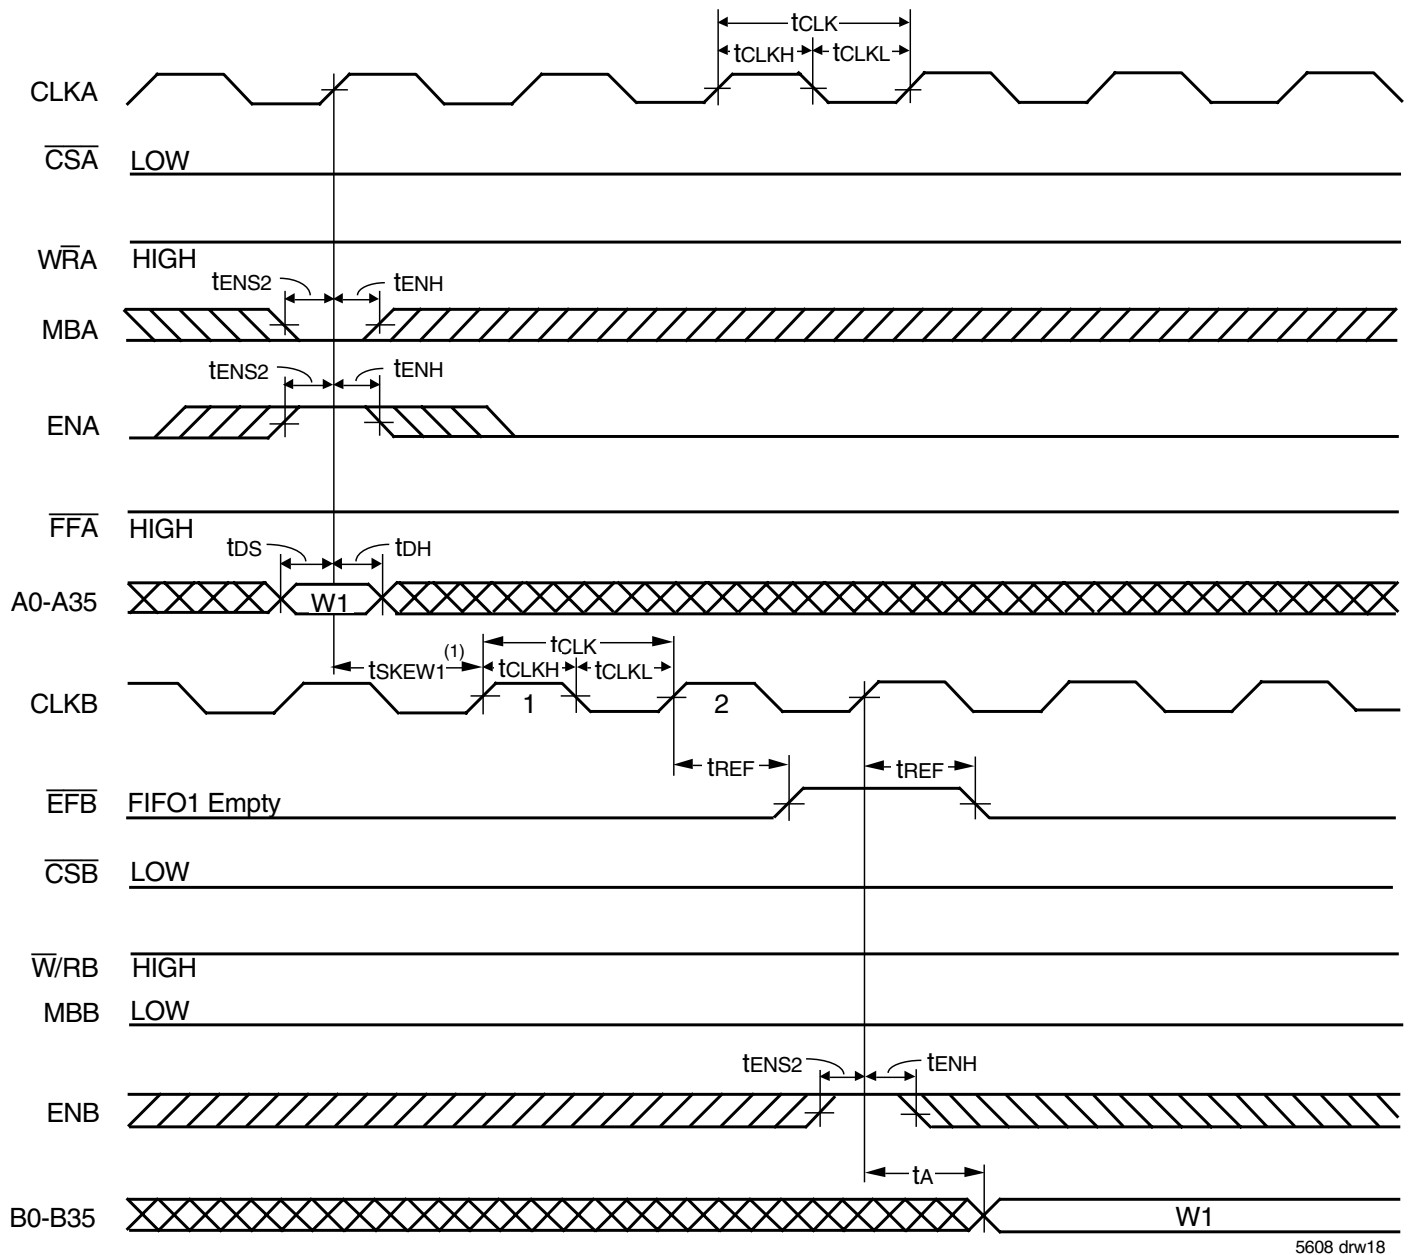 tCLK
tCLKH tCLKL
CLKA
CSA LOW
WRA HIGH
tENS2 tENH
MBA
tENS2 tENH
ENA
FFA HIGH
tDS tDH
A0-A35 W1
tSKEW1(1) tCLK
tCLKH tCLKL
CLKB 1 2
tREF tREF
EFB FIFO1 Empty
CSB LOW
W/RB HIGH
MBB LOW
tENS2 tENH
ENB
tA
B0-B35 W1
5608 drw18